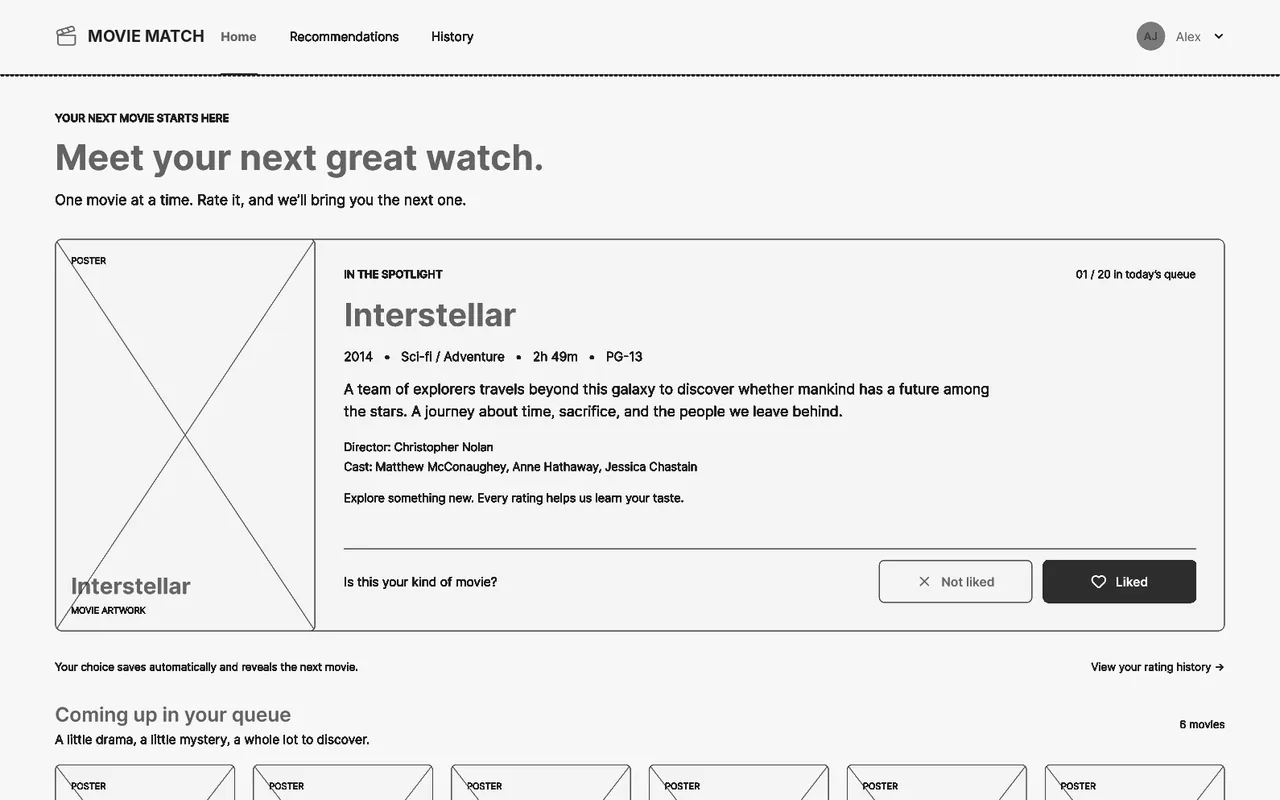 MOVIE MATCH Home Recommendations History AJ Alex
YOUR NEXT MOVIE STARTS HERE
Meet your next great watch.
One movie at a time. Rate it, and we'll bring you the next one.
POSTER
Interstellar
MOVIE ARTWORK
IN THE SPOTLIGHT 01 / 20 in today's queue
Interstellar
2014 • Sci-fi / Adventure • 2h 49m • PG-13
A team of explorers travels beyond this galaxy to discover whether mankind has a future among
the stars. A journey about time, sacrifice, and the people we leave behind.
Director: Christopher Nolan
Cast: Matthew McConaughey, Anne Hathaway, Jessica Chastain
Explore something new. Every rating helps us learn your taste.
Is this your kind of movie? Not liked Liked
Your choice saves automatically and reveals the next movie. View your rating history →
Coming up in your queue
A little drama, a little mystery, a whole lot to discover. 6 movies
POSTER POSTER POSTER POSTER POSTER POSTER